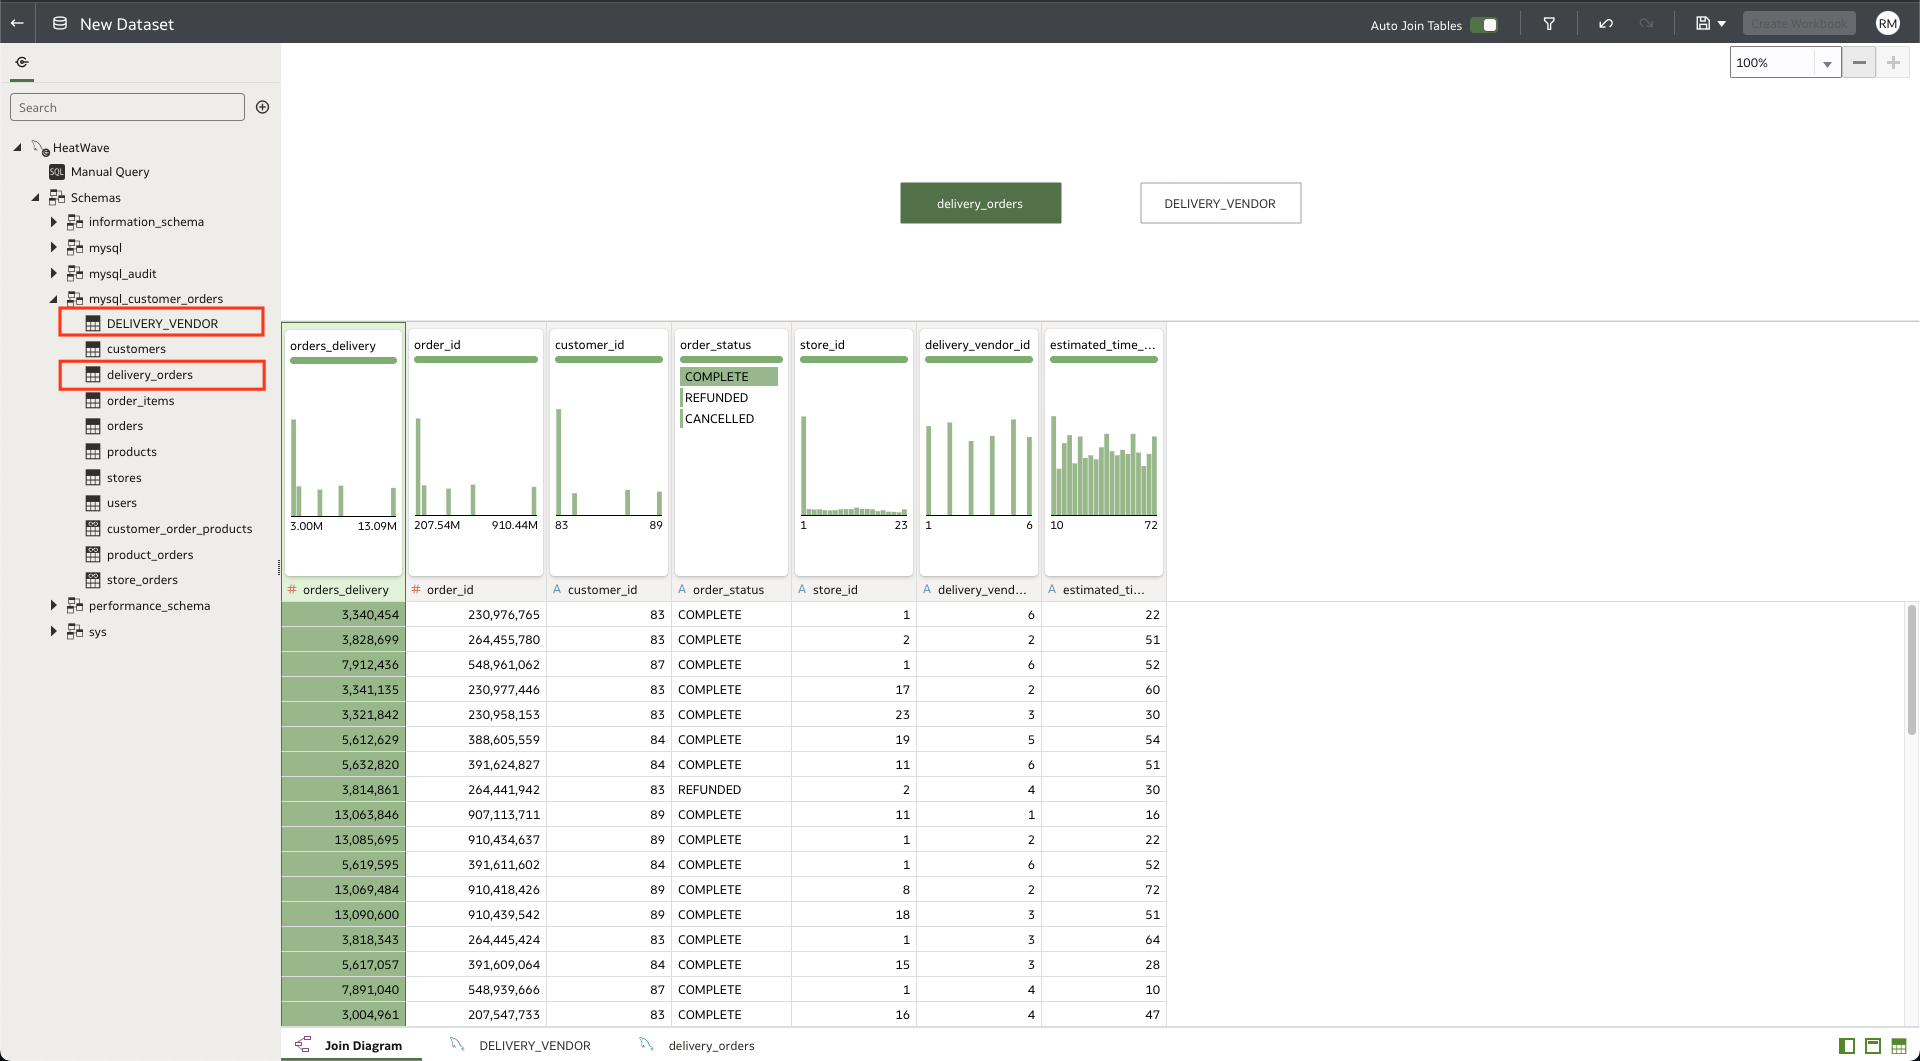 New Dataset
Auto Join Tables
Create Workbook
RM
100%
Search
HeatWave
SQL Manual Query
Schemas
information_schema
mysql
mysql_audit
mysql_customer_orders
DELIVERY_VENDOR
customers
delivery_orders
order_items
orders
products
stores
users
customer_order_products
product_orders
store_orders
performance_schema
sys
delivery_orders
DELIVERY_VENDOR
orders_delivery order_id customer_id order_status store_id delivery_vendor_id estimated_time_...
COMPLETE
REFUNDED
CANCELLED
3.00M 13.09M 207.54M 910.44M 83 89 1 23 1 6 10 72
# orders_delivery # order_id A customer_id A order_status A store_id A delivery_vend... A estimated_ti...
3,340,454 230,976,765 83 COMPLETE 1 6 22
3,828,699 264,455,780 83 COMPLETE 2 2 51
7,912,436 548,961,062 87 COMPLETE 1 6 52
3,341,135 230,977,446 83 COMPLETE 17 2 60
3,321,842 230,958,153 83 COMPLETE 23 3 30
5,612,629 388,605,559 84 COMPLETE 19 5 54
5,632,820 391,624,827 84 COMPLETE 11 6 51
3,814,861 264,441,942 83 REFUNDED 2 4 30
13,063,846 907,113,711 89 COMPLETE 11 1 16
13,085,695 910,434,637 89 COMPLETE 1 2 22
5,619,595 391,611,602 84 COMPLETE 1 6 52
13,069,484 910,418,426 89 COMPLETE 8 2 72
13,090,600 910,439,542 89 COMPLETE 18 3 51
3,818,343 264,445,424 83 COMPLETE 1 3 64
5,617,057 391,609,064 84 COMPLETE 15 3 28
7,891,040 548,939,666 87 COMPLETE 1 4 10
3,004,961 207,547,733 83 COMPLETE 16 4 47
Join Diagram DELIVERY_VENDOR delivery_orders